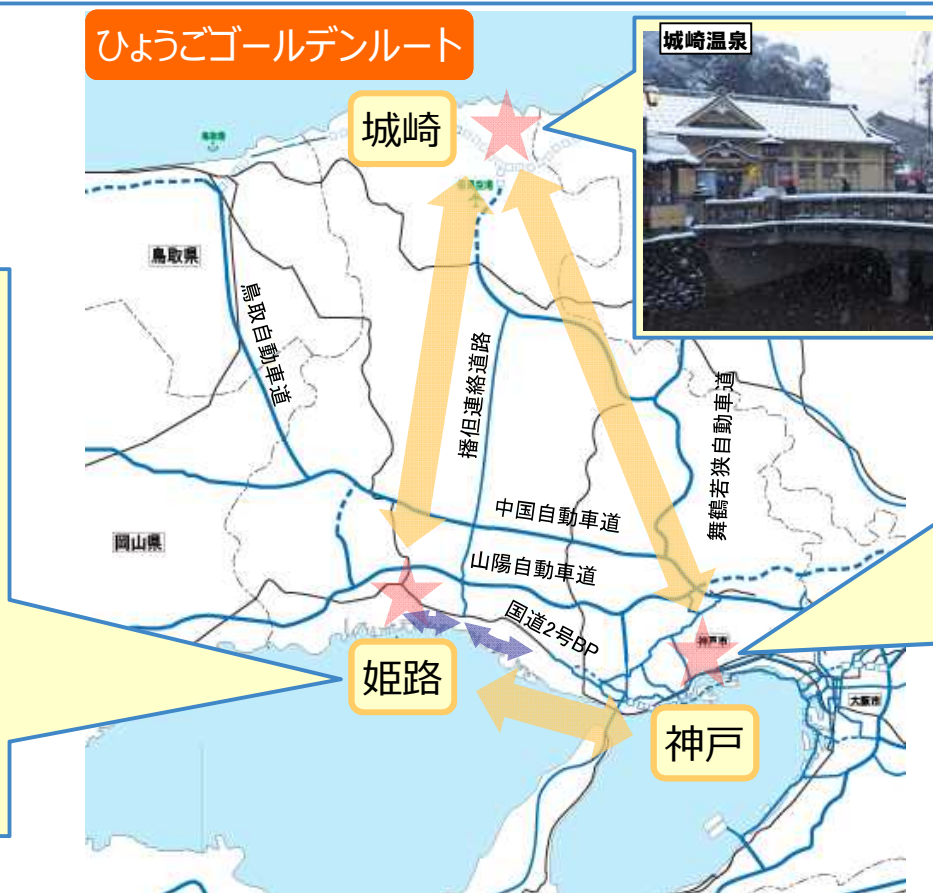 ひょうごゴールデンルート
城崎温泉
城崎
鳥取県
鳥取自動車道
播但連絡道路
舞鶴若狭自動車道
中国自動車道
岡山県
山陽自動車道
国道2号BP
神戸市
姫路
大阪市
神戸